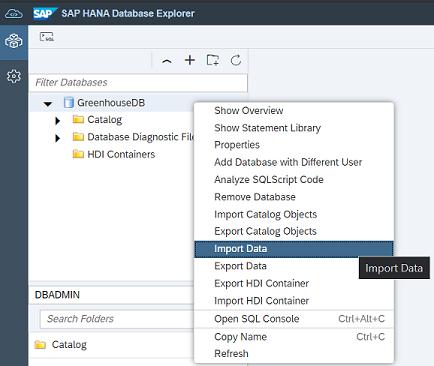 SAP SAP HANA Database Explorer
SQL
Filter Databases
GreenhouseDB
Catalog
Database Diagnostic File
HDI Containers
Show Overview
Show Statement Library
Properties
Add Database with Different User
Analyze SQLScript Code
Remove Database
Import Catalog Objects
Export Catalog Objects
Import Data
Import Data
Export Data
Export HDI Container
Import HDI Container
Open SQL Console Ctrl+Alt+C
Copy Name Ctrl+C
Refresh
DBADMIN
Search Folders
Catalog